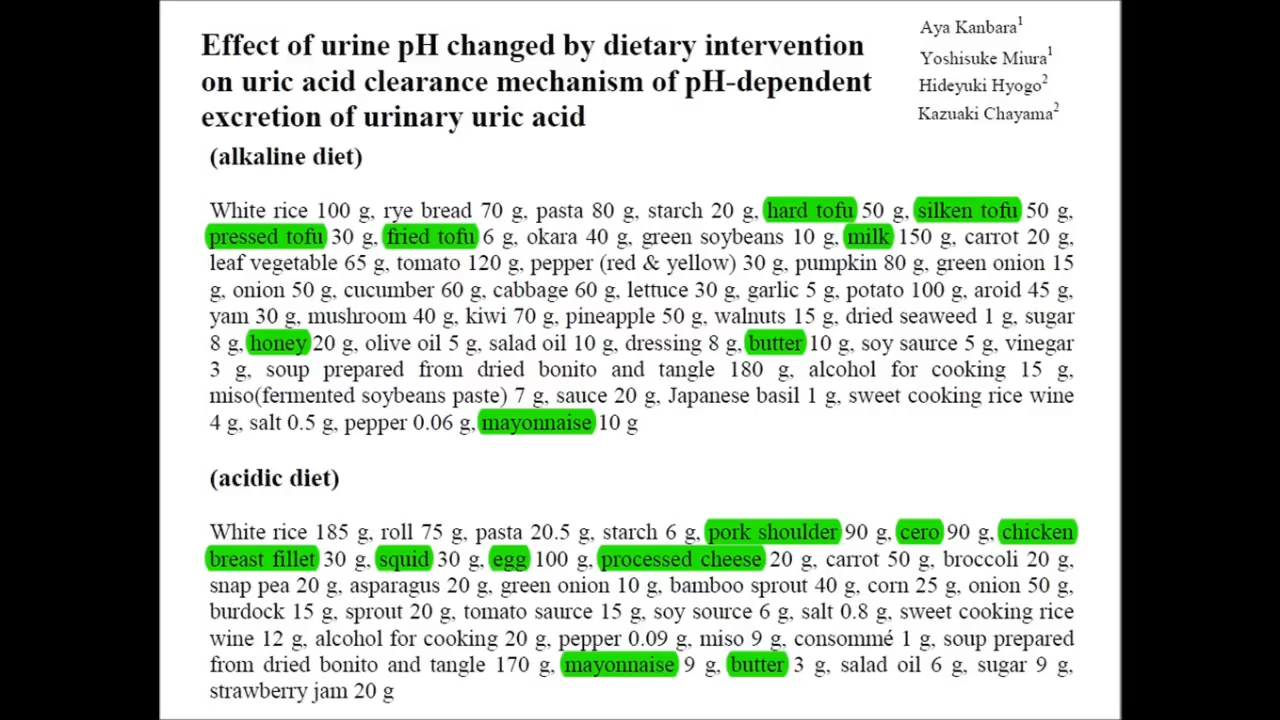 Effect of urine pH changed by dietary intervention
on uric acid clearance mechanism of pH-dependent
excretion of urinary uric acid
Aya Kanbara1
Yoshisuke Miura1
Hideyuki Hyogo2
Kazuaki Chayama2
(alkaline diet)
White rice 100 g, rye bread 70 g, pasta 80 g, starch 20 g, hard tofu 50 g, silken tofu 50 g,
pressed tofu 30 g, fried tofu 6 g, okara 40 g, green soybeans 10 g, milk 150 g, carrot 20 g,
leaf vegetable 65 g, tomato 120 g, pepper (red & yellow) 30 g, pumpkin 80 g, green onion 15
g, onion 50 g, cucumber 60 g, cabbage 60 g, lettuce 30 g, garlic 5 g, potato 100 g, aroid 45 g,
yam 30 g, mushroom 40 g, kiwi 70 g, pineapple 50 g, walnuts 15 g, dried seaweed 1 g, sugar
8 g, honey 20 g, olive oil 5 g, salad oil 10 g, dressing 8 g, butter 10 g, soy saurce 5 g, vinegar
3 g, soup prepared from dried bonito and tangle 180 g, alcohol for cooking 15 g,
miso(fermented soybeans paste) 7 g, sauce 20 g, Japanese basil 1 g, sweet cooking rice wine
4 g, salt 0.5 g, pepper 0.06 g, mayonnaise 10 g
(acidic diet)
White rice 185 g, roll 75 g, pasta 20.5 g, starch 6 g, pork shoulder 90 g, cero 90 g, chicken
breast fillet 30 g, squid 30 g, egg 100 g, processed cheese 20 g, carrot 50 g, broccoli 20 g,
snap pea 20 g, asparagus 20 g, green onion 10 g, bamboo sprout 40 g, corn 25 g, onion 50 g,
burdock 15 g, sprout 20 g, tomato saurce 15 g, soy source 6 g, salt 0.8 g, sweet cooking rice
wine 12 g, alcohol for cooking 20 g, pepper 0.09 g, miso 9 g, consommé 1 g, soup prepared
from dried bonito and tangle 170 g, mayonnaise 9 g, butter 3 g, salad oil 6 g, sugar 9 g,
strawberry jam 20 g